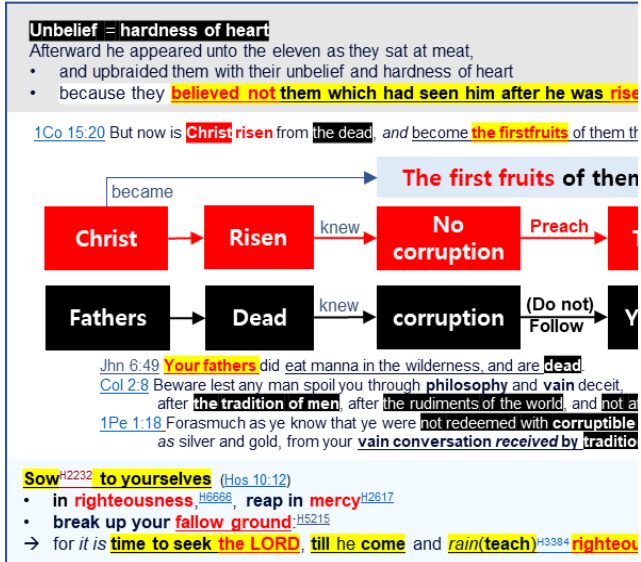 Unbelief = hardness of heart
Afterward he appeared unto the eleven as they sat at meat,
• and upbraided them with their unbelief and hardness of heart
• because they believed not them which had seen him after he was rise
1Co 15:20 But now is Christ risen from the dead, and become the firstfruits of them th
became
The first fruits of them
Christ
Risen
knew
No corruption
Preach
T
Fathers
Dead
knew
corruption
(Do not) Follow
Y
Jhn 6:49 Your fathers did eat manna in the wilderness, and are dead.
Col 2:8 Beware lest any man spoil you through philosophy and vain deceit,
after the tradition of men, after the rudiments of the world, and not af
1Pe 1:18 Forasmuch as ye know that ye were not redeemed with corruptible
as silver and gold, from your vain conversation received by tradition
Sow H2232 to yourselves (Hos 10:12)
• in righteousness,H6666, reap in mercy H2617
• break up your fallow ground:H5215
→ for it is time to seek the LORD, till he come and rain(teach)H3384 righteou